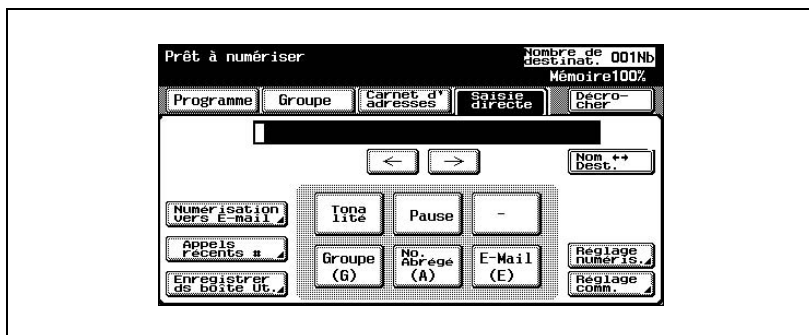 Prêt à numériser
Nombre de destinat. 001Nb
Mémoire100%
Programme
Groupe
Carnet d'
adresses
Saisie
directe
Décro-
cher
← →
Nom ↔
Dest.
Numérisation
vers E-mail
Tona
lité
Pause
-
Appels
récents #
Groupe
(G)
No.
Abrégé
(A)
E-Mail
(E)
Réglage
numéris.
Enregistrer
ds boîte Ut.
Réglage
comm.